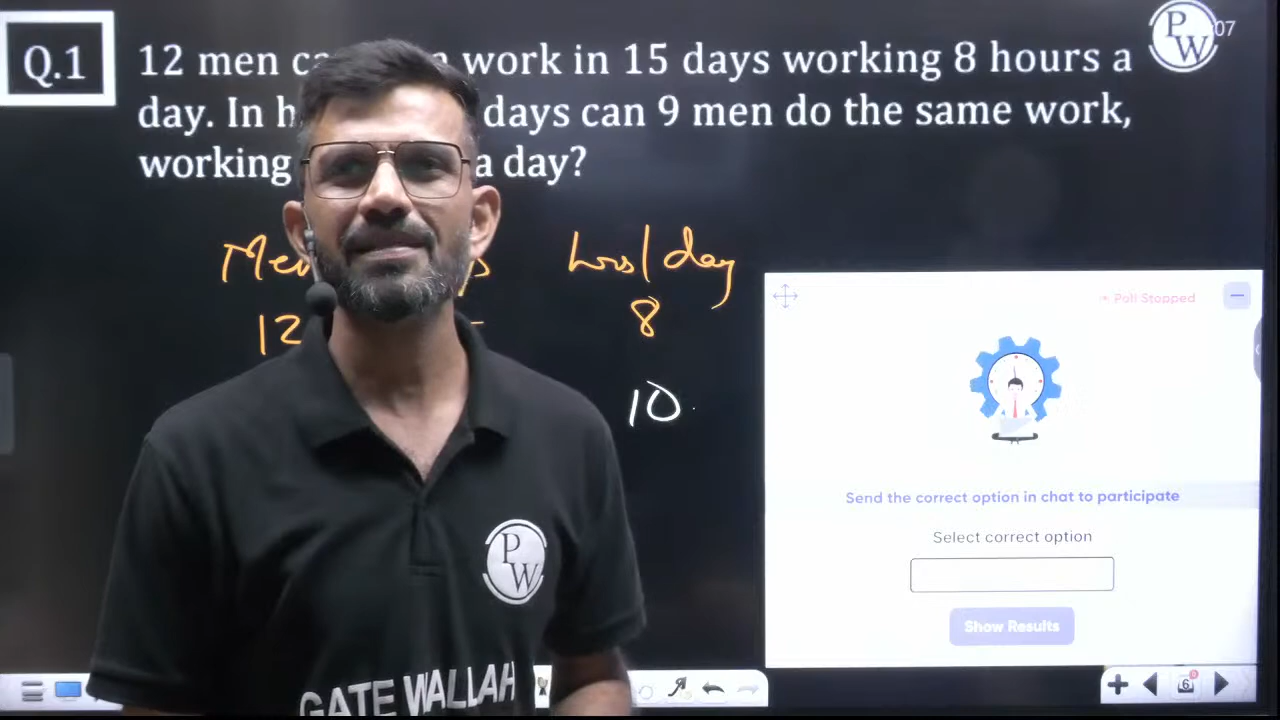 Q.1
12 men work in 15 days working 8 hours a
day. In days can 9 men do the same work,
working a day?
PW
07
hrs/day
12
8
10
Poll Stopped
Send the correct option in chat to participate
Select correct option
Show Results
PW
GATE WALLAH
6